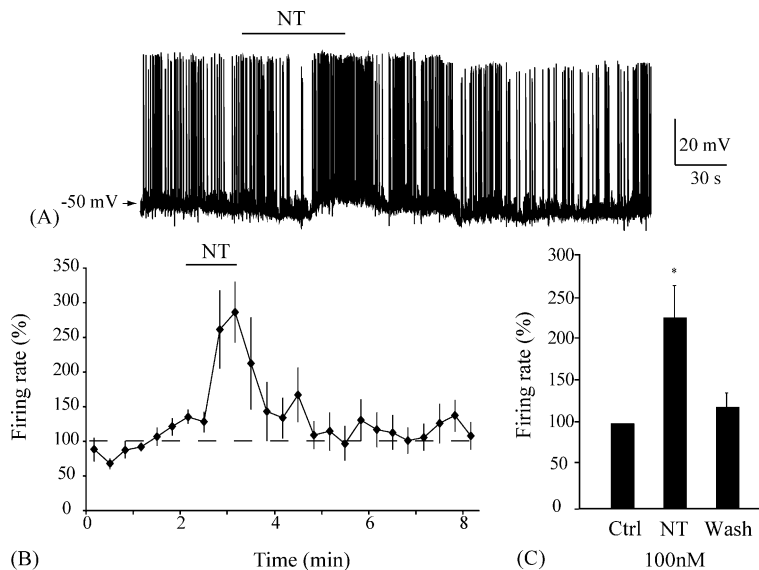 NT
20 mV
30 s
-50 mV
(A)
NT
350
300
250
200
150
100
50
0
Firing rate (%)
0
2
4
6
8
Time (min)
(B)
300
250
200
150
100
50
0
Firing rate (%)
*
Ctrl
NT
Wash
100nM
(C)